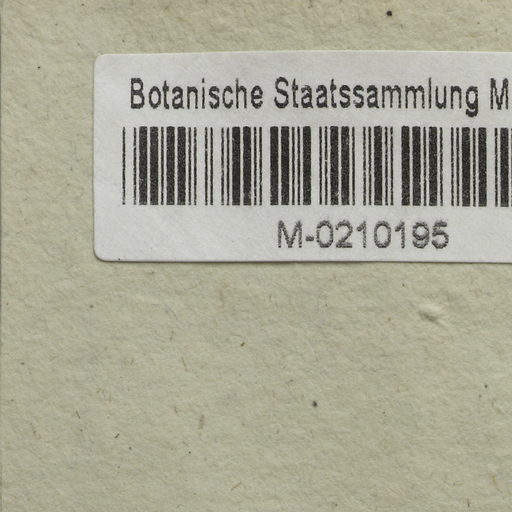 Botanische Staatssammlung M
M-0210195